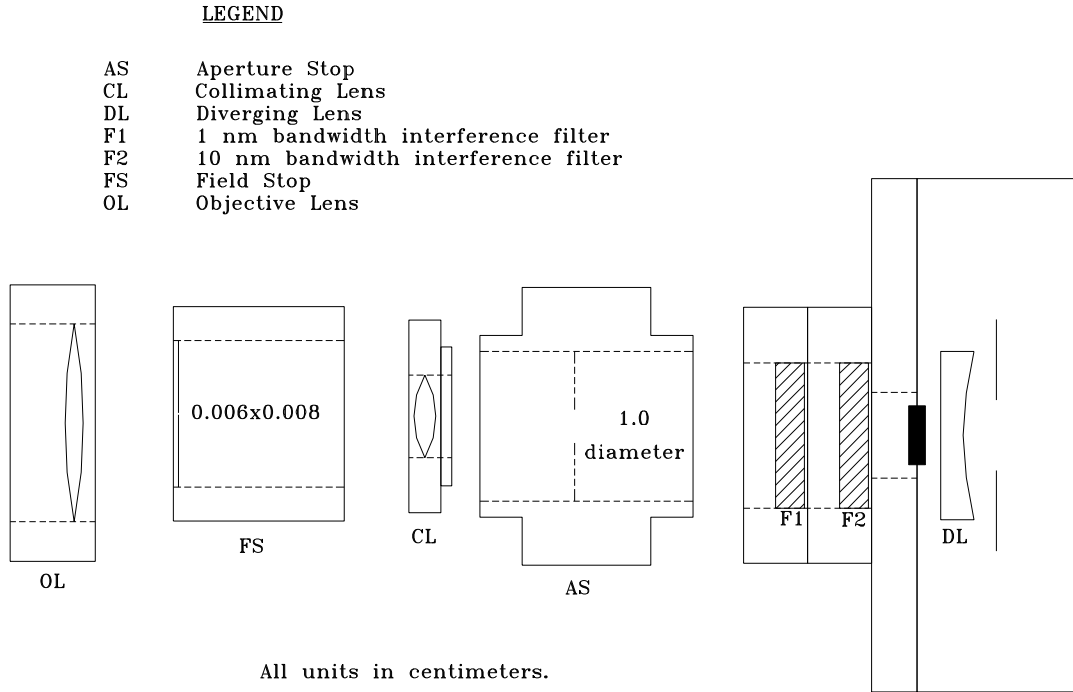 LEGEND
AS Aperture Stop
CL Collimating Lens
DL Diverging Lens
F1 1 nm bandwidth interference filter
F2 10 nm bandwidth interference filter
FS Field Stop
OL Objective Lens
0.006x0.008
1.0
diameter
F1
F2
DL
CL
FS
OL
AS
All units in centimeters.